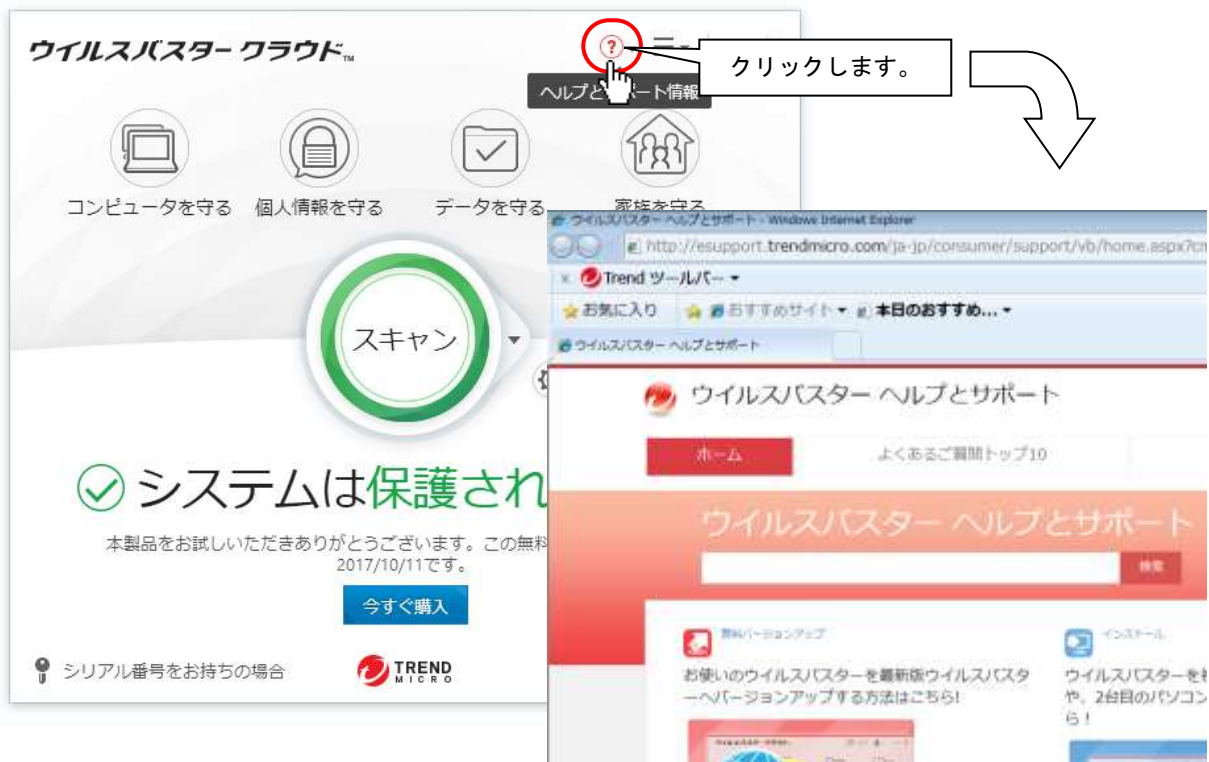 ウイルスバスター クラウド™
?
クリックします。
ヘルプとサポート情報
コンピュータを守る
個人情報を守る
データを守る
家族を守る
スキャン
システムは保護され
本製品をお試しいただきありがとうございます。この無料
2017/10/11です。
今すぐ購入
シリアル番号をお持ちの場合
TREND
MICRO
ウイルスバスター ヘルプとサポート - Windows Internet Explorer
http://esupport.trendmicro.com/ja-jp/consumer/support/vb/home.aspx?cm
× Trend ツールバー
お気に入り
おすすめサイト
本日のおすすめ...
ウイルスバスター ヘルプとサポート
ウイルスバスター ヘルプとサポート
ホーム
よくあるご質問トップ10
ウイルスバスター ヘルプとサポート
検索
無料バージョンアップ
お使いのウイルスバスターを最新版ウイルスバスタ
ーへバージョンアップする方法はこちら!
インストール
ウイルスバスターを
や、2台目のパソコン
ら!